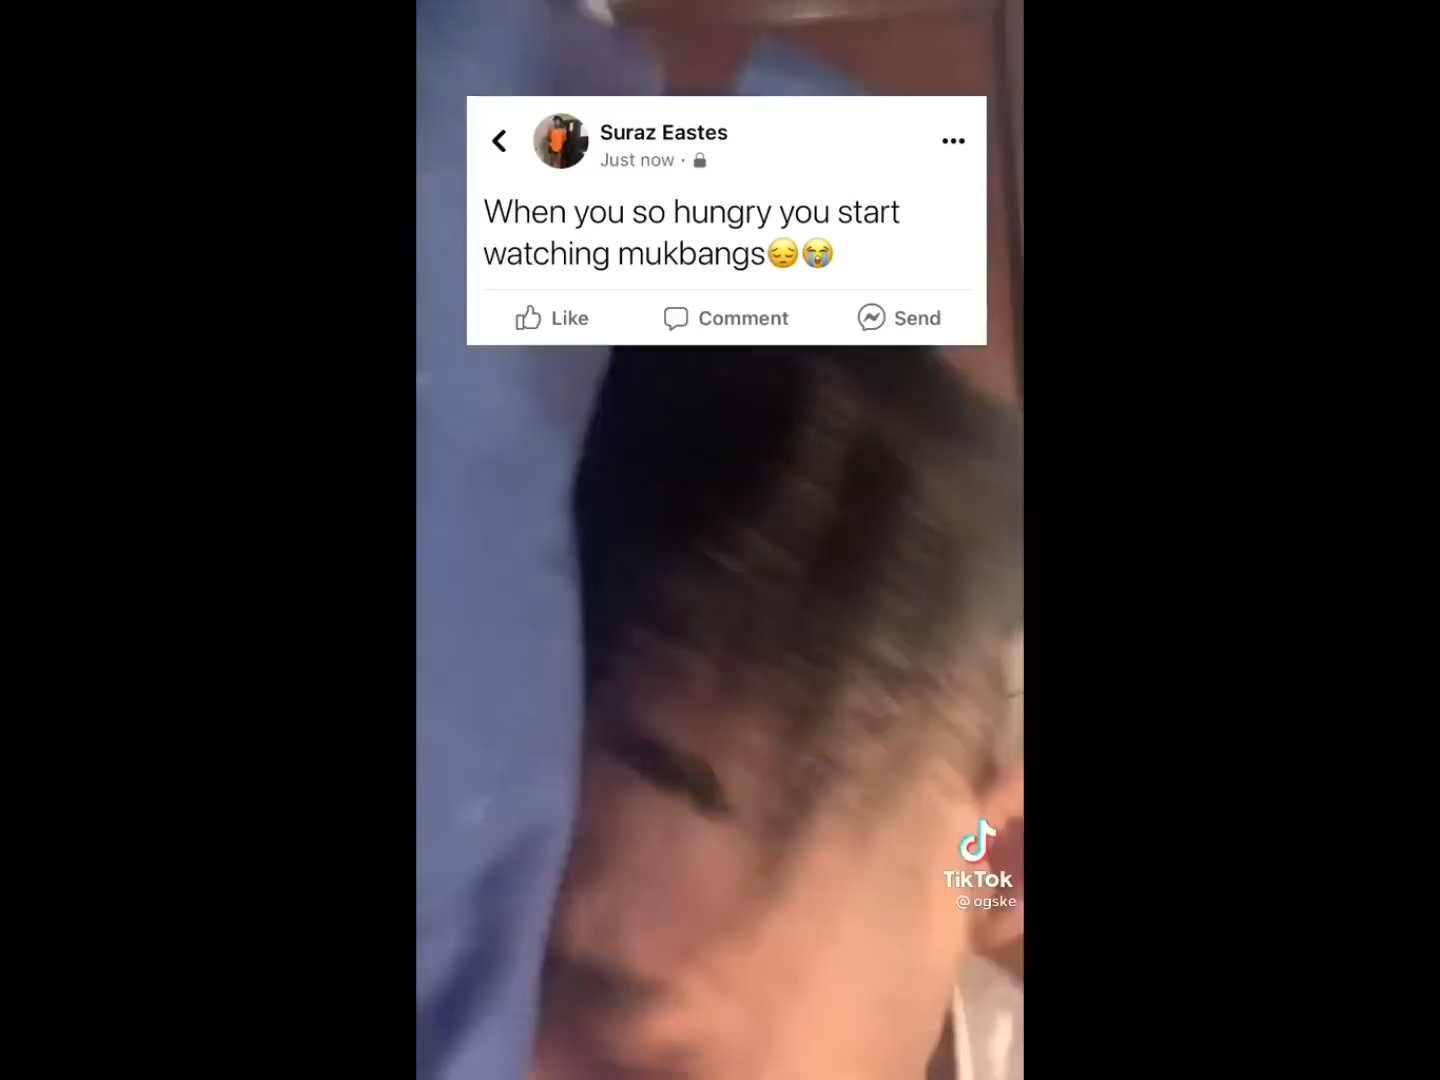 Suraz Eastes
Just now ·
When you so hungry you start
watching mukbangs😔😭
Like
Comment
Send
TikTok
@ogske